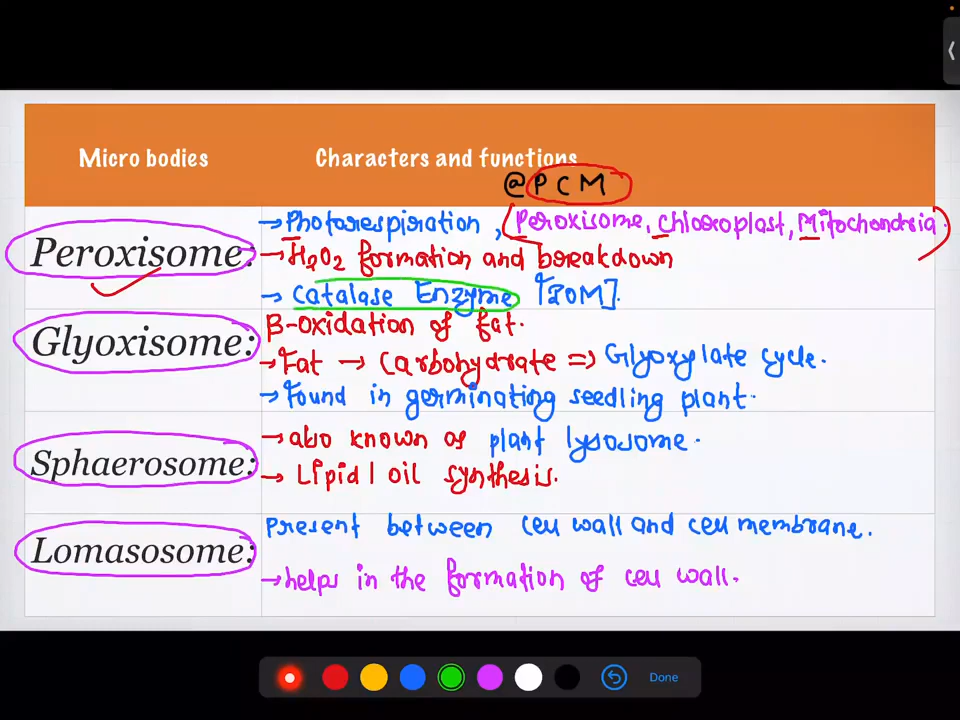 Micro bodies
Characters and functions
@PCM
Peroxisome:
→ Photorespiration, (Peroxisome, Chloroplast, Mitochondria.)
→ H₂O₂ formation and breakdown
→ Catalase Enzyme [IOM].
Glyoxisome:
β-oxidation of fat.
→ Fat → Carbohydrate => Glyoxylate cycle.
→ Found in germinating seedling plant.
Sphaerosome:
→ also known as plant lysosome.
→ Lipid / oil synthesis.
Lomasosome:
Present between cell wall and cell membrane.
→ helps in the formation of cell wall.
Done